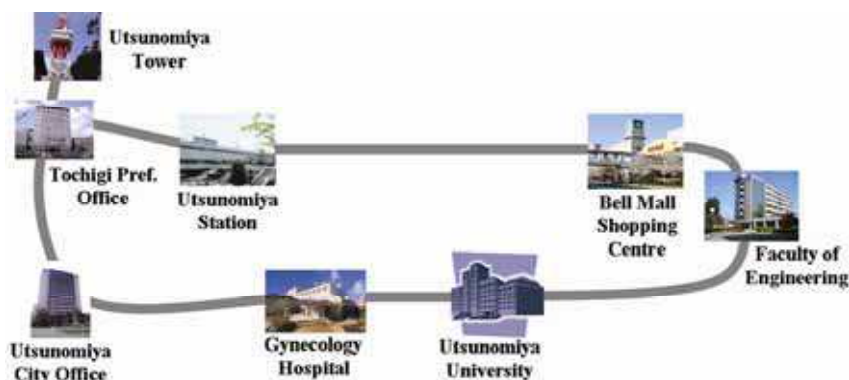 Utsunomiya
Tower
Tochigi Pref.
Office
Utsunomiya
Station
Bell Mall
Shopping
Centre
Faculty of
Engineering
Utsunomiya
City Office
Gynecology
Hospital
Utsunomiya
University